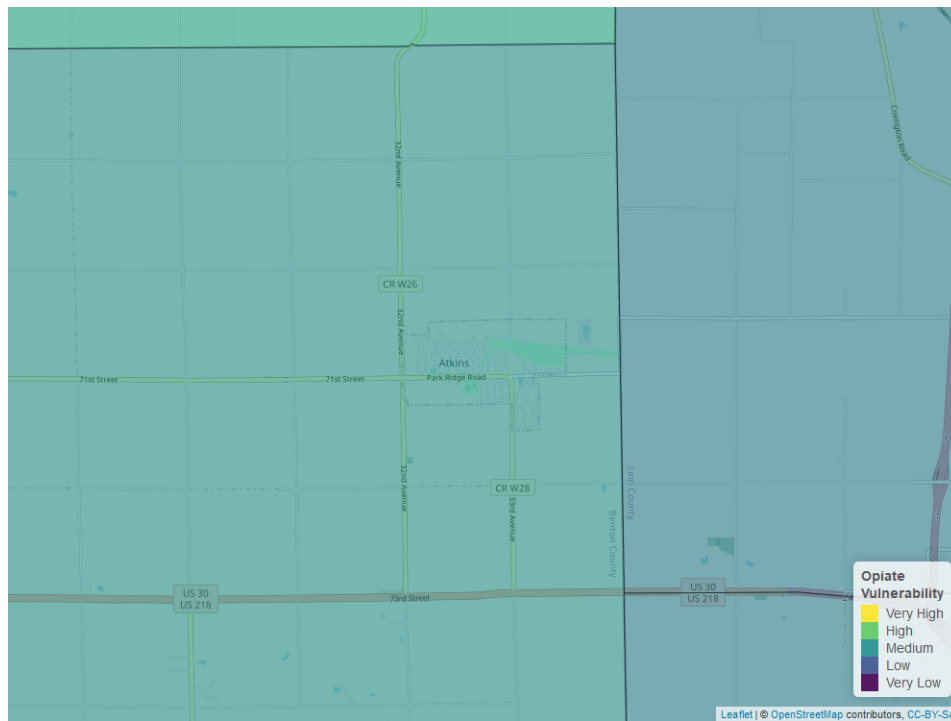 Covington Road
32nd Avenue
CR W26
32nd Avenue
Atkins
71st Street
71st Street
Park Ridge Road
32nd Avenue
CR W28
33rd Avenue
Linn County
Benton County
US 30
US 218
73rd Street
US 30
US 218
Opiate
Vulnerability
Very High
High
Medium
Low
Very Low
Leaflet | © OpenStreetMap contributors, CC-BY-S